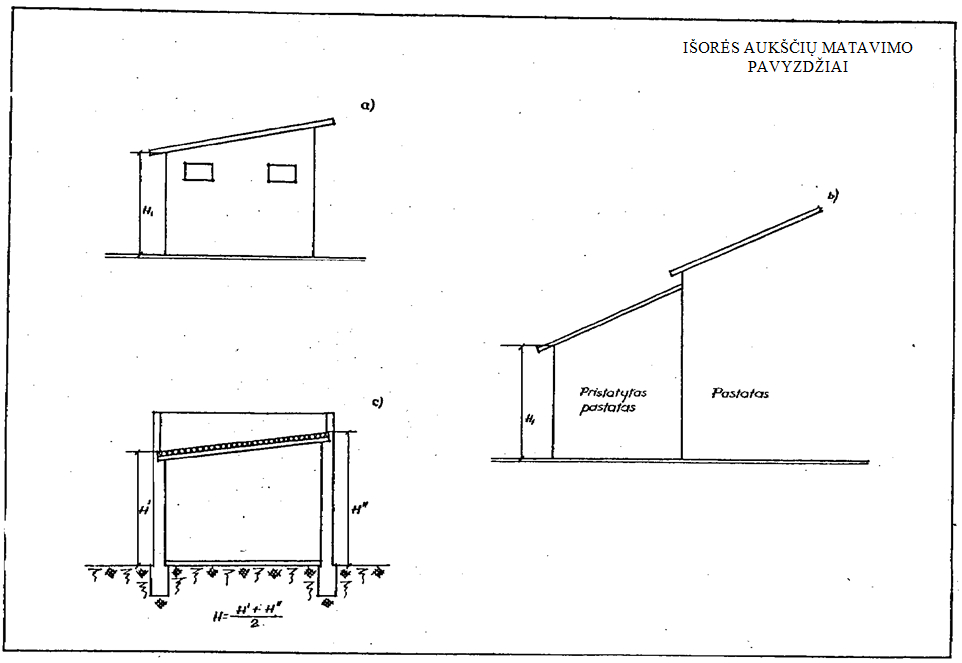 IŠORĖS AUKŠČIŲ MATAVIMO
PAVYZDŽIAI
a)
H₁
b)
Pristatytas
pastatas
Pastatas
H₁
c)
H'
H"
H= H' + H" / 2